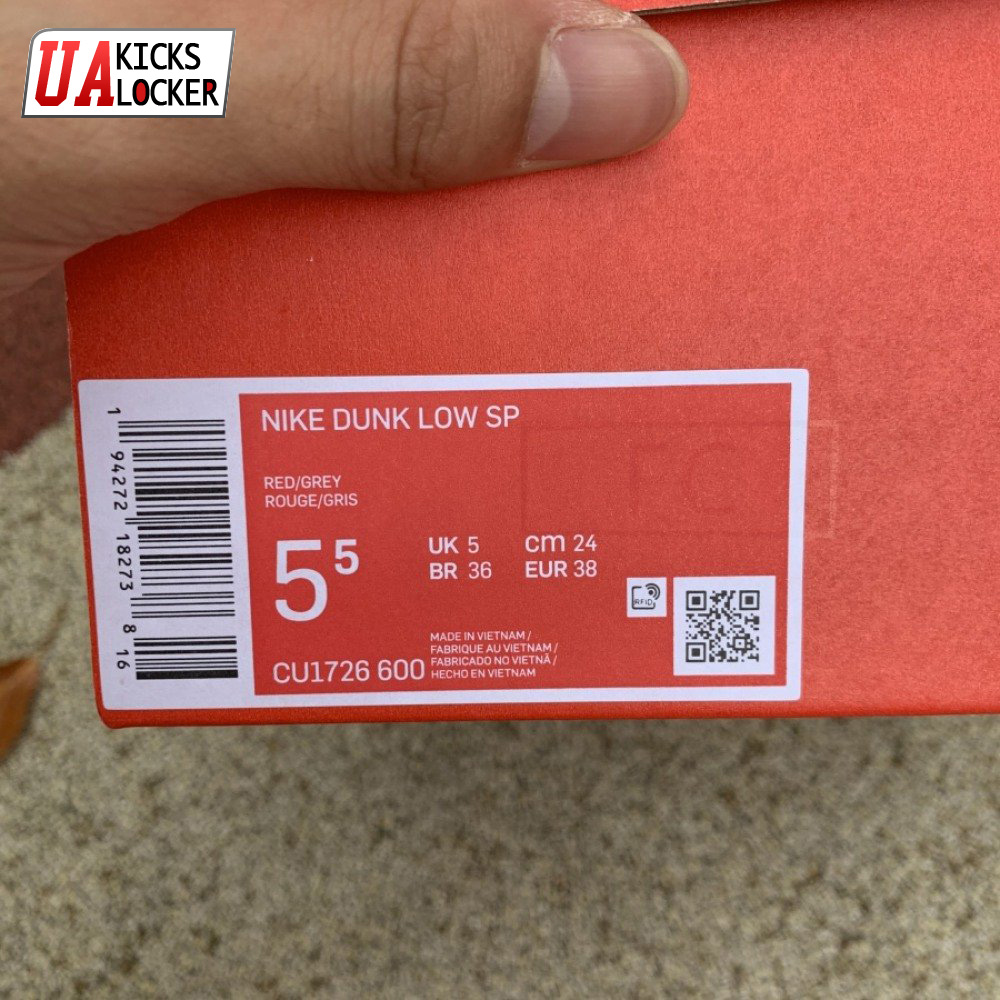 UA KICKS
LOCKER
NIKE DUNK LOW SP
RED/GREY
ROUGE/GRIS
5⁵
UK 5 cm 24
BR 36 EUR 38
RFID
CU1726 600
MADE IN VIETNAM /
FABRIQUE AU VIETNAM /
FABRICADO NO VIETNÃ /
HECHO EN VIETNAM
1 94272 18273 8 16